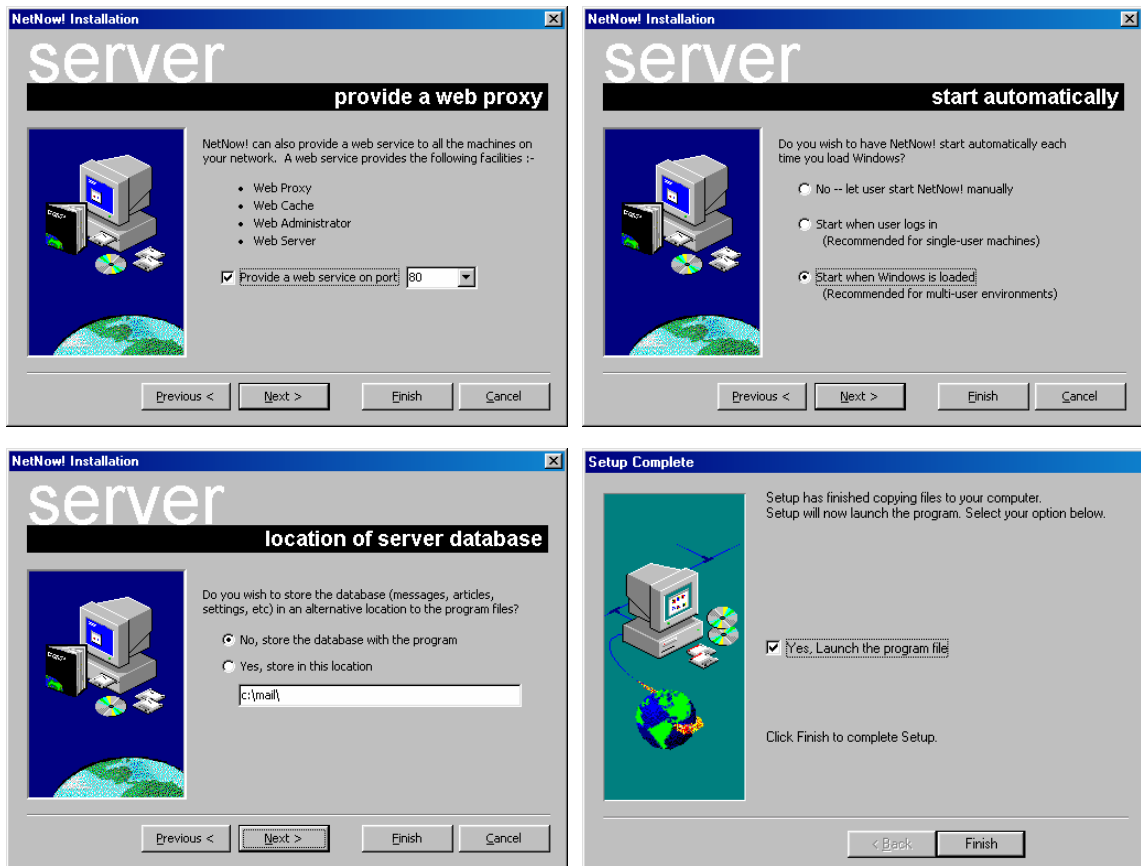 NetNow! Installation
server
provide a web proxy
NetNow! can also provide a web service to all the machines on
your network. A web service provides the following facilities :-
• Web Proxy
• Web Cache
• Web Administrator
• Web Server
Provide a web service on port 80
Previous < Next > Finish Cancel
NetNow! Installation
server
start automatically
Do you wish to have NetNow! start automatically each
time you load Windows?
No -- let user start NetNow! manually
Start when user logs in
(Recommended for single-user machines)
Start when Windows is loaded
(Recommended for multi-user environments)
Previous < Next > Finish Cancel
NetNow! Installation
server
location of server database
Do you wish to store the database (messages, articles,
settings, etc) in an alternative location to the program files?
No, store the database with the program
Yes, store in this location
c:\mail\
Previous < Next > Finish Cancel
Setup Complete
Setup has finished copying files to your computer.
Setup will now launch the program. Select your option below.
Yes, Launch the program file
Click Finish to complete Setup.
< Back Finish